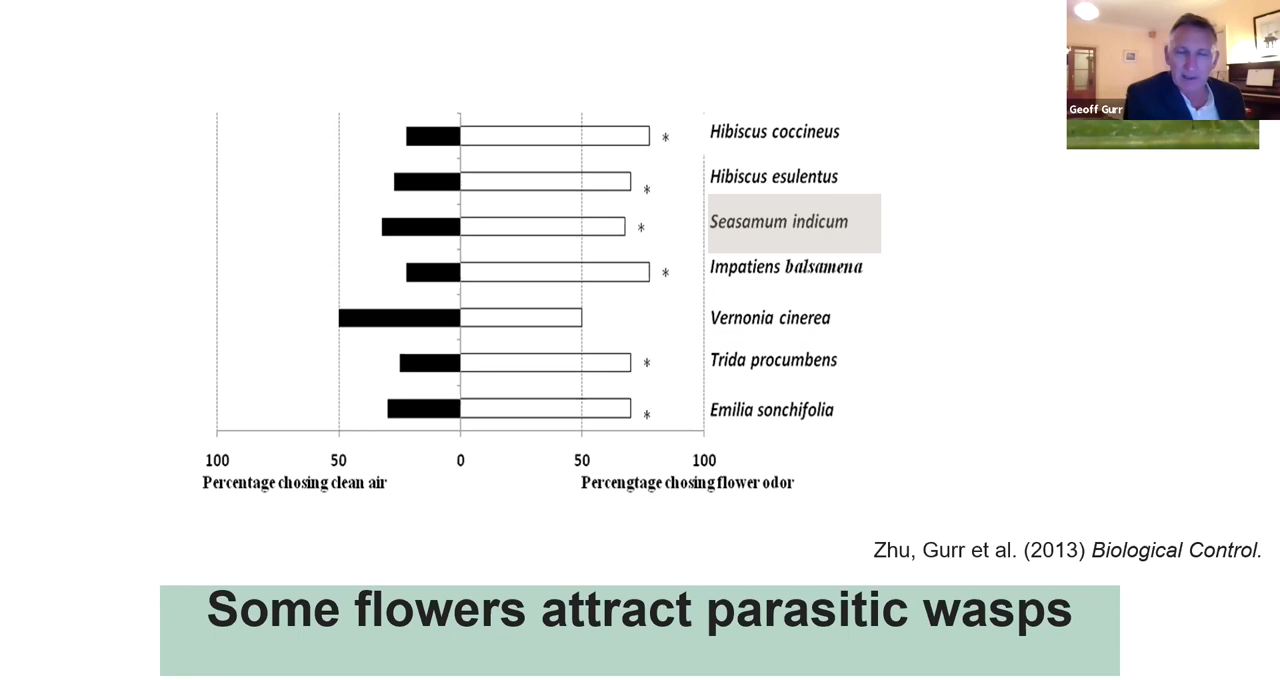 Geoff Gurr
Hibiscus coccineus
*
Hibiscus esulentus
*
Seasamum indicum
*
Impatiens balsamena
*
Vernonia cinerea
Trida procumbens
*
Emilia sonchifolia
*
100 50 0 50 100
Percentage chosing clean air Percengtage chosing flower odor
Zhu, Gurr et al. (2013) Biological Control.
Some flowers attract parasitic wasps